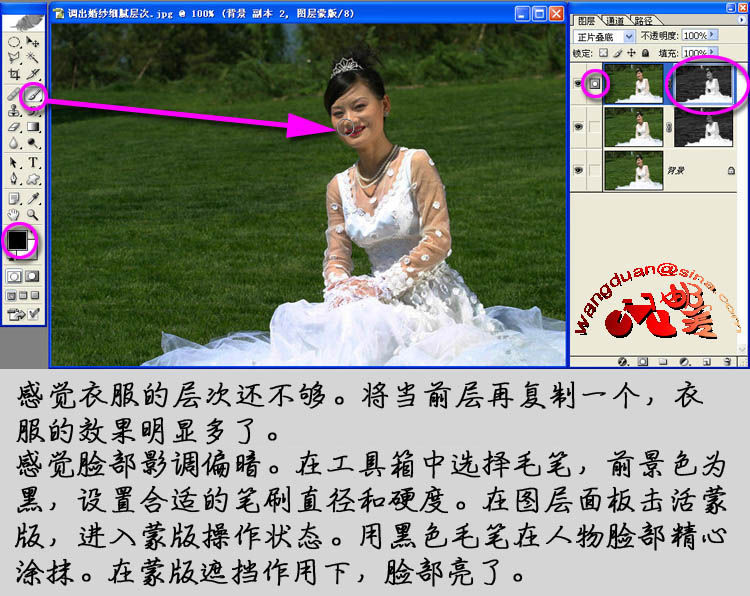 调出婚纱细腻层次.jpg @ 100% (背景 副本 2, 图层蒙版/8)
图层 通道 路径
正片叠底 不透明度: 100%
锁定: 填充: 100%
背景
wangduan@sina.com
感觉衣服的层次还不够。将当前层再复制一个，衣
服的效果明显多了。
感觉脸部影调偏暗。在工具箱中选择毛笔，前景色为
黑，设置合适的笔刷直径和硬度。在图层面板击活蒙
版，进入蒙版操作状态。用黑色毛笔在人物脸部精心
涂抹。在蒙版遮挡作用下，脸部亮了。